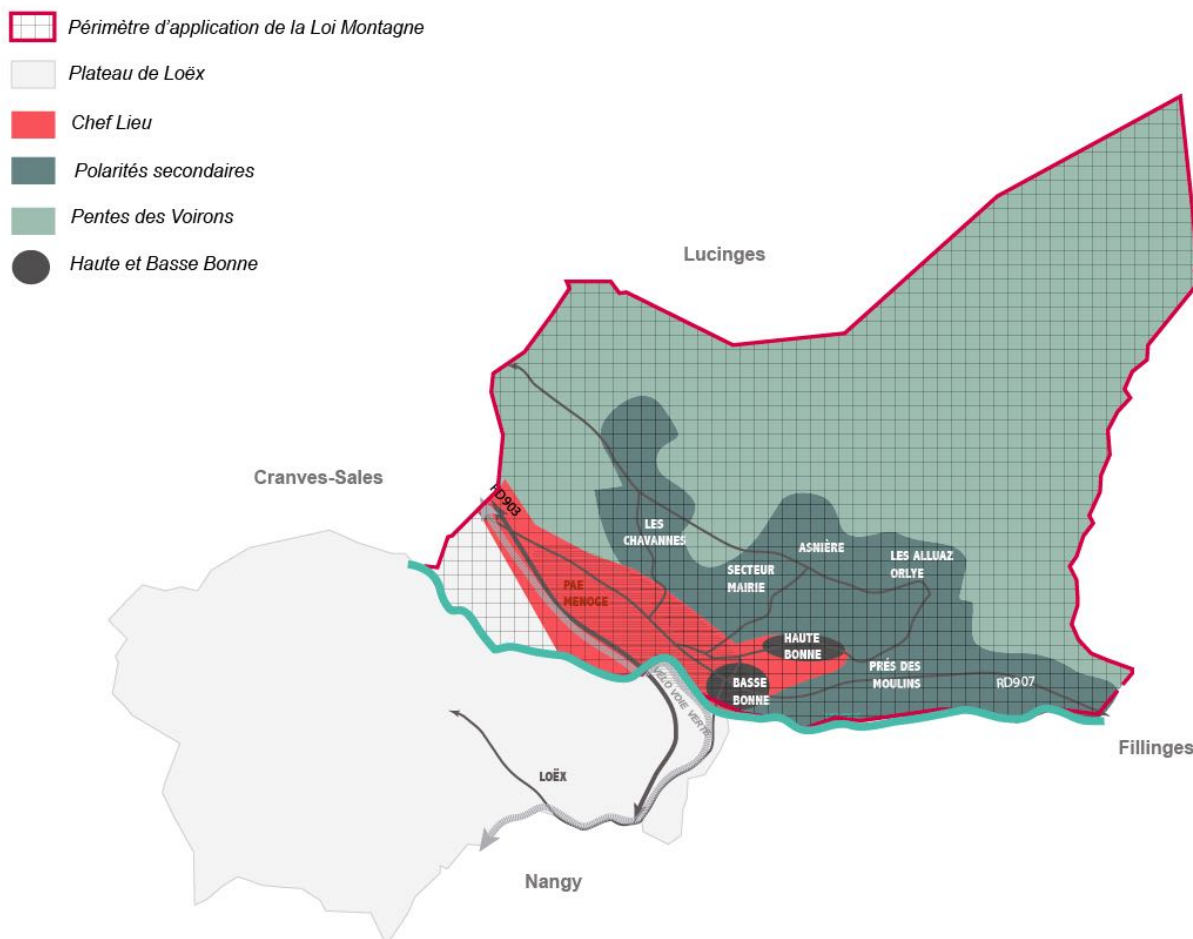 Périmètre d'application de la Loi Montagne
Plateau de Loëx
Chef Lieu
Polarités secondaires
Pentes des Voirons
Haute et Basse Bonne
Lucinges
Cranves-Sales
RD903
LES
CHAVANNES
ASNIÈRE
LES ALLUAZ
ORLYE
SECTEUR
MAIRIE
PAE
MENOGE
HAUTE
BONNE
BASSE
BONNE
PRÉS DES
MOULINS
RD907
VÉLO VOIE VERTE
LOËX
Fillinges
Nangy